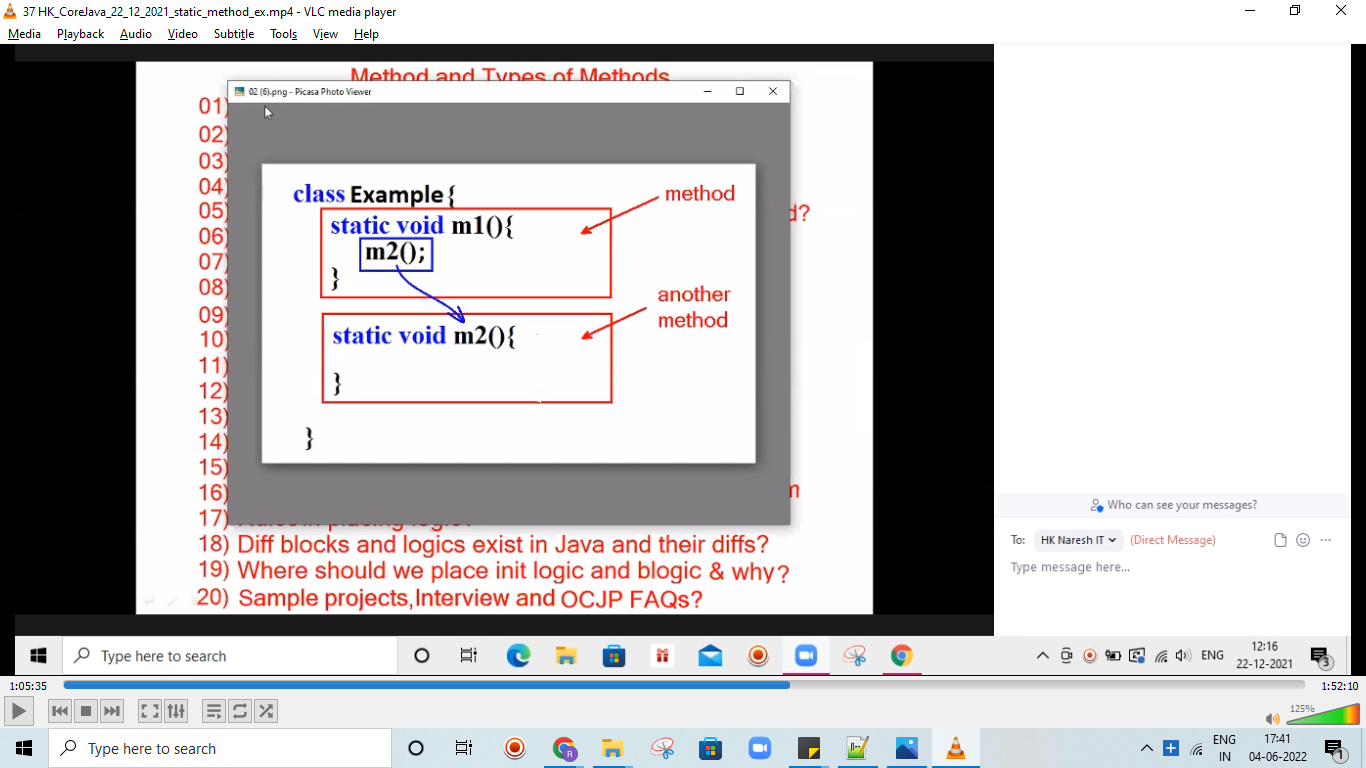 37 HK_CoreJava_22_12_2021_static_method_ex.mp4 - VLC media player
Media Playback Audio Video Subtitle Tools View Help
Method and Types of Methods
02 (6).png - Picasa Photo Viewer
01)
02)
03)
04)
05)
d?
06)
07)
08)
09)
10)
11)
12)
13)
14)
15)
16)
17)
class Example{
static void m1(){
m2();
}
method
static void m2(){
}
another
method
}
18) Diff blocks and logics exist in Java and their diffs?
19) Where should we place init logic and blogic & why?
20) Sample projects,Interview and OCJP FAQs?
Who can see your messages?
To: HK Naresh IT (Direct Message)
Type message here...
Type here to search
ENG
12:16
22-12-2021
3
1:05:35
1:52:10
125%
Type here to search
R
ENG
IN
17:41
04-06-2022
1